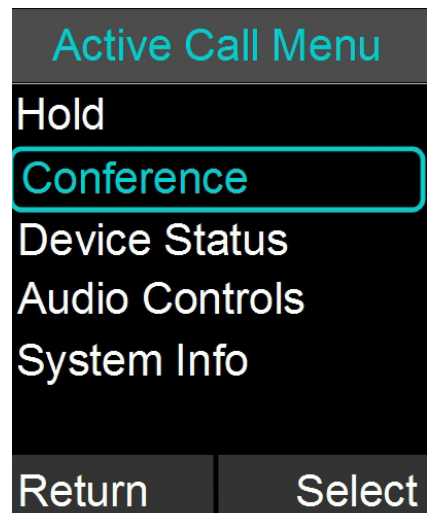 Active Call Menu
Hold
Conference
Device Status
Audio Controls
System Info
Return Select